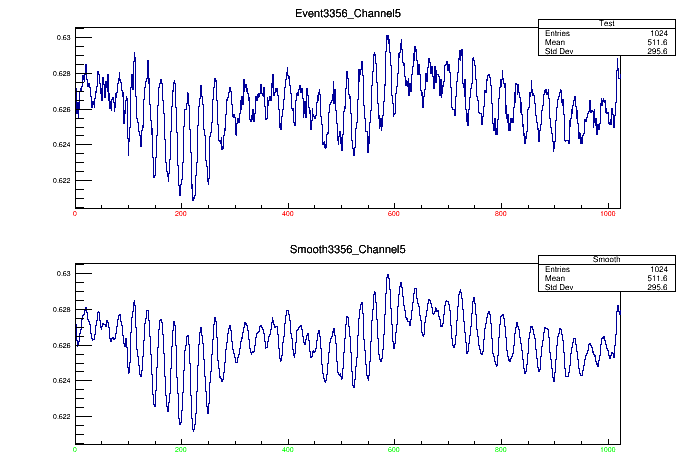 Event3356_Channel5
Test
Entries 1024
Mean 511.6
Std Dev 295.6
0.63
0.628
0.626
0.624
0.622
0 200 400 600 800 1000
Smooth3356_Channel5
Smooth
Entries 1024
Mean 511.6
Std Dev 295.6
0.63
0.628
0.626
0.624
0.622
0 200 400 600 800 1000